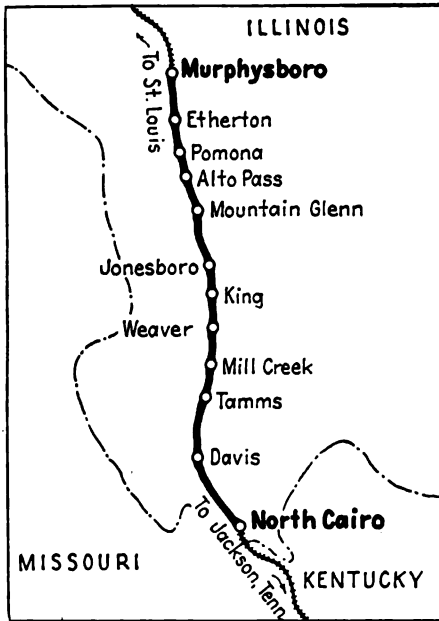 ILLINOIS
To St. Louis
Murphysboro
Etherton
Pomona
Alto Pass
Mountain Glenn
Jonesboro
King
Weaver
Mill Creek
Tamms
Davis
North Cairo
To Jackson, Tenn.
MISSOURI
KENTUCKY